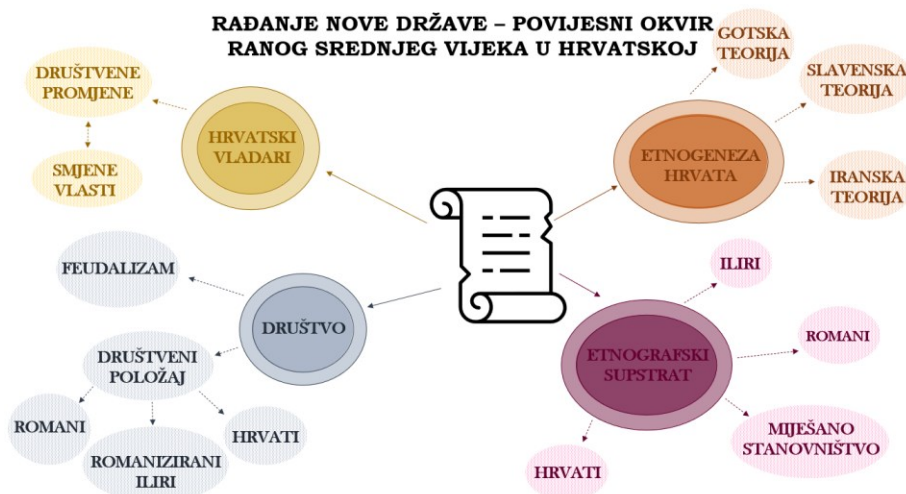 RAĐANJE NOVE DRŽAVE – POVIJESNI OKVIR
RANOG SREDNJEG VIJEKA U HRVATSKOJ
DRUŠTVENE
PROMJENE
SMJENE
VLASTI
HRVATSKI
VLADARI
GOTSKA
TEORIJA
SLAVENSKA
TEORIJA
ETNOGENEZA
HRVATA
IRANSKA
TEORIJA
FEUDALIZAM
DRUŠTVO
DRUŠTVENI
POLOŽAJ
ROMANI
ROMANIZIRANI
ILIRI
HRVATI
ILIRI
ROMANI
ETNOGRAFSKI
SUPSTRAT
MIJEŠANO
STANOVNIŠTVO
HRVATI